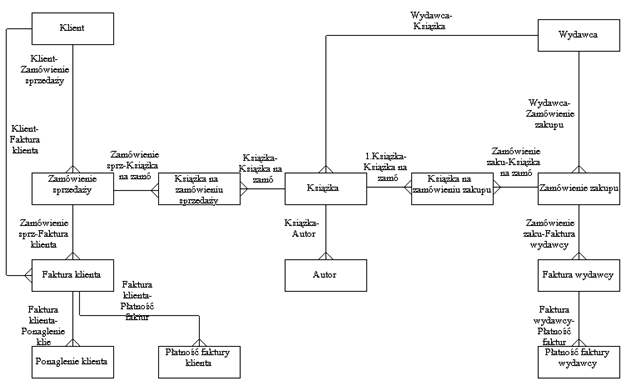 Wydawca-
Książka
Klient
Wydawca
Klient-
Zamówienie
sprzedaży
Klient-
Faktura
klienta
Wydawca-
Zamówienie
zakupu
Zamówienie
sprz-Książka
na zamó
Książka-
Książka na
zamó
1.Książka-
Książka na
zamó
Zamówienie
zaku-Książka
na zamó
Zamówienie
sprzedaży
Książka na
zamówieniu
sprzedaży
Książka
Książka na
zamówieniu zakupu
Zamówienie zakupu
Zamówienie
sprz-Faktura
klienta
Książka-
Autor
Zamówienie
zaku-Faktura
wydawcy
Faktura klienta
Autor
Faktura wydawcy
Faktura
klienta-
Ponaglenie
klie
Faktura
klienta-
Płatność
faktur
Faktura
wydawcy-
Płatność
faktur
Ponaglenie klienta
Płatność faktury
klienta
Płatność faktury
wydawcy